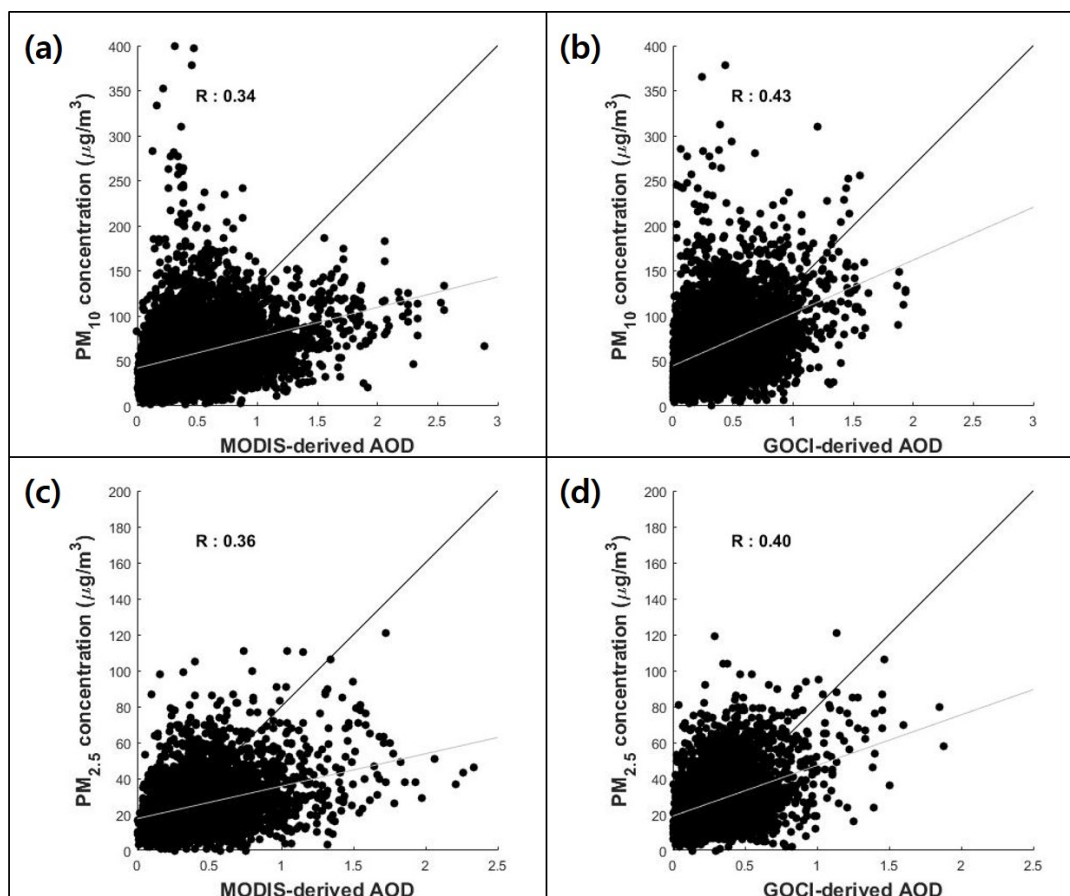 (a)
R : 0.34
PM10 concentration (μg/m3)
400
350
300
250
200
150
100
50
0
0 0.5 1 1.5 2 2.5 3
MODIS-derived AOD
(b)
R : 0.43
PM10 concentration (μg/m3)
400
350
300
250
200
150
100
50
0
0 0.5 1 1.5 2 2.5 3
GOCI-derived AOD
(c)
R : 0.36
PM2.5 concentration (μg/m3)
200
180
160
140
120
100
80
60
40
20
0
0 0.5 1 1.5 2 2.5
MODIS-derived AOD
(d)
R : 0.40
PM2.5 concentration (μg/m3)
200
180
160
140
120
100
80
60
40
20
0
0 0.5 1 1.5 2 2.5
GOCI-derived AOD